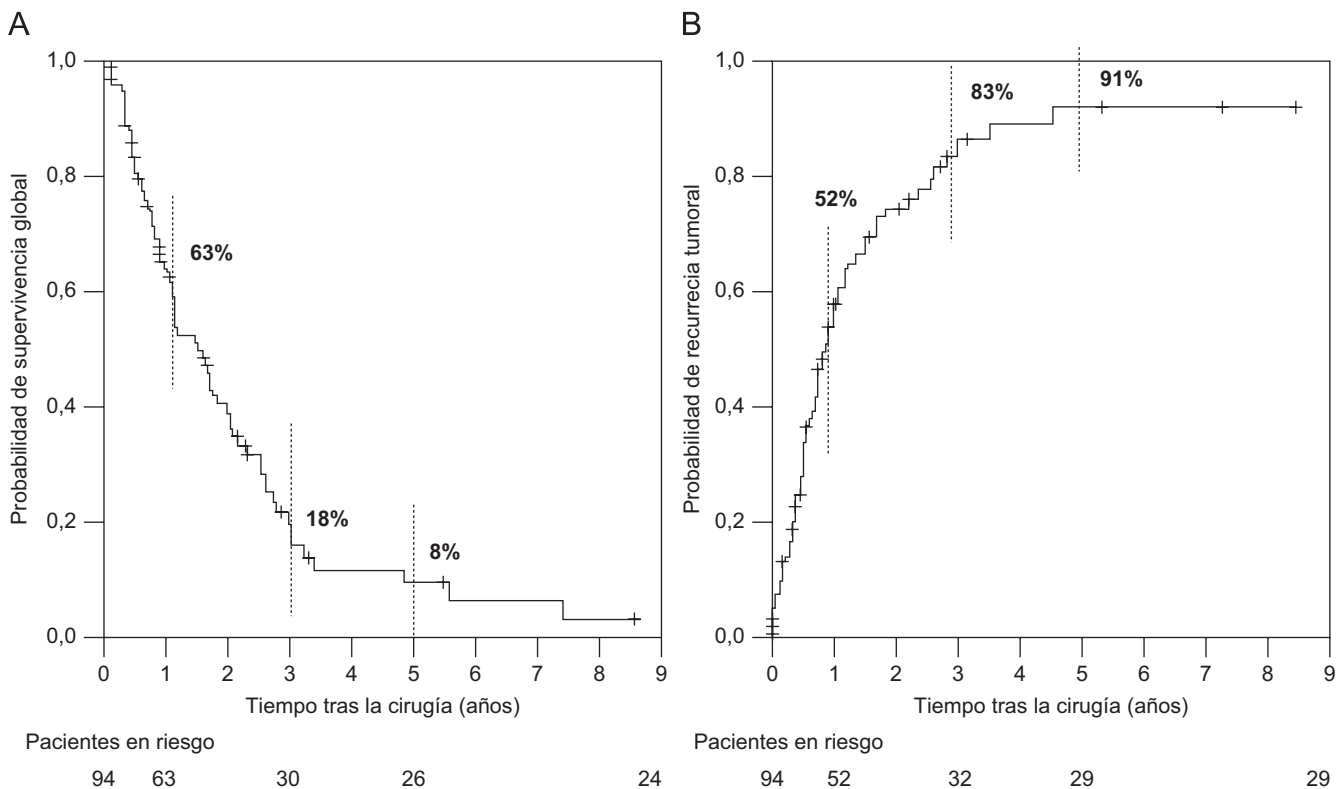 A
Probabilidad de supervivencia global
1,0
0,8
0,6
0,4
0,2
0,0
63%
18%
8%
0 1 2 3 4 5 6 7 8 9
Tiempo tras la cirugía (años)
Pacientes en riesgo
94 63 30 26 24
B
Probabilidad de recurrecia tumoral
1,0
0,8
0,6
0,4
0,2
0,0
52%
83%
91%
0 1 2 3 4 5 6 7 8 9
Tiempo tras la cirugía (años)
Pacientes en riesgo
94 52 32 29 29